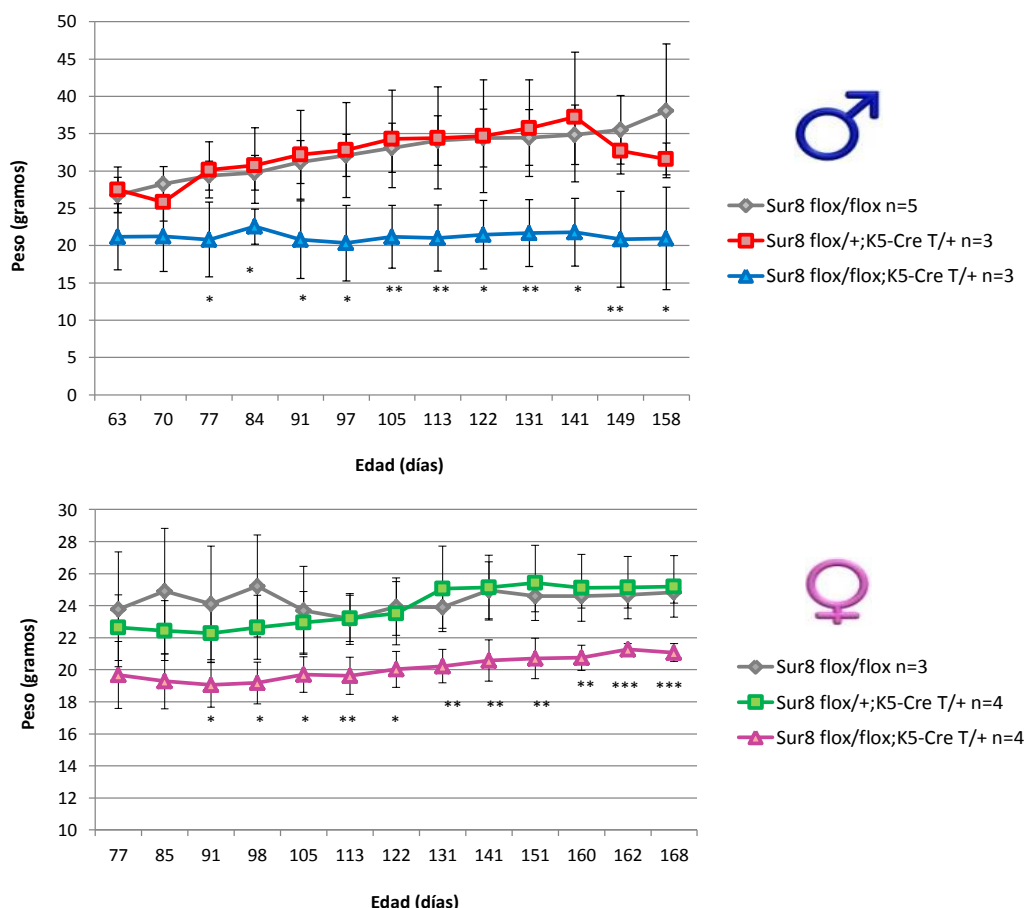 50
45
40
35
30
25
20
15
10
5
0
Peso (gramos)
* * * * ** ** * ** * ** *
63 70 77 84 91 97 105 113 122 131 141 149 158
Edad (días)
Sur8 flox/flox n=5
Sur8 flox/+;K5-Cre T/+ n=3
Sur8 flox/flox;K5-Cre T/+ n=3
30
28
26
24
22
20
18
16
14
12
10
Peso (gramos)
* * * ** * ** ** ** ** *** ***
77 85 91 98 105 113 122 131 141 151 160 162 168
Edad (días)
Sur8 flox/flox n=3
Sur8 flox/+;K5-Cre T/+ n=4
Sur8 flox/flox;K5-Cre T/+ n=4